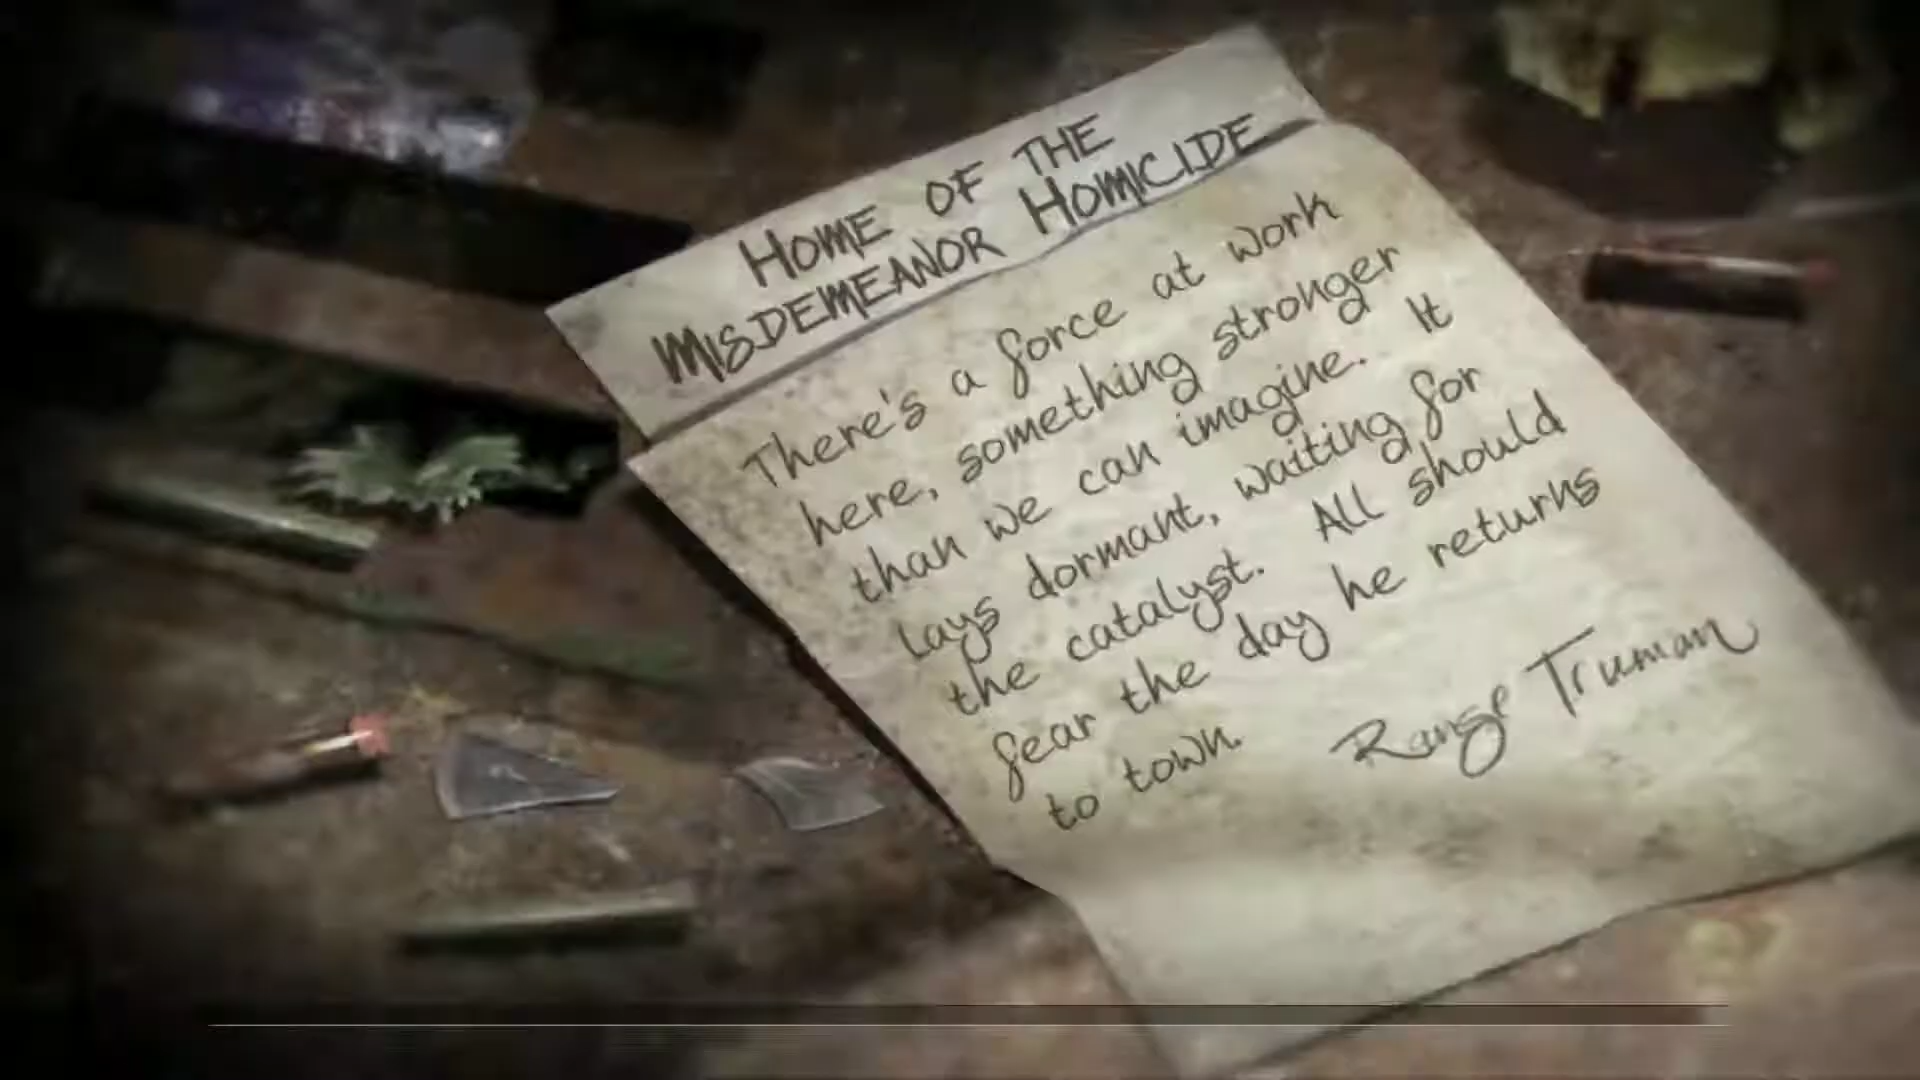 HOME OF THE
MISDEMEANOR HOMICIDE
There's a force at work
here, something stronger
than we can imagine. It
lays dormant, waiting for
the catalyst. All should
fear the day he returns
to town.
Range Truman